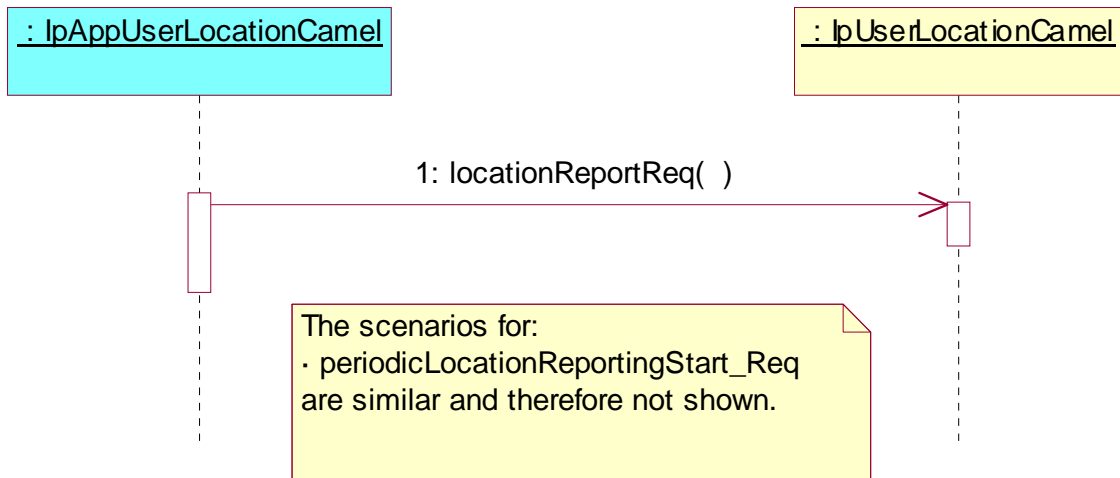 : IpAppUserLocationCamel
: IpUserLocationCamel
1: locationReportReq( )
The scenarios for:
· periodicLocationReportingStart_Req
are similar and therefore not shown.